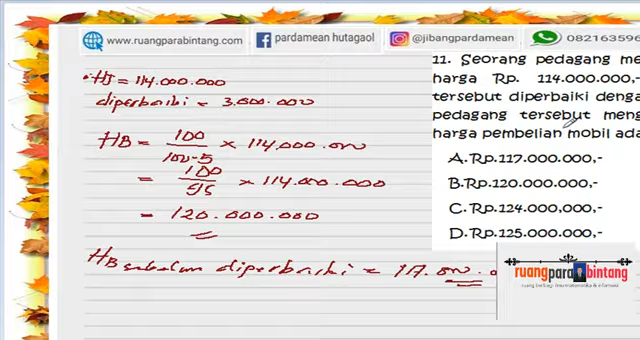 www.ruangparabintang.com pardamean hutagaol @jibangpardamean 08216359
HJ = 114.000.000
diperbaiki = 3.000.000
HB = 100/100-5 × 114.000.000
= 100/95 × 114.000.000
= 120.000.000
HB sebelum diperbaiki = 117.000.0
11. Seorang pedagang me
harga Rp. 114.000.000,-
tersebut diperbaiki denga
pedagang tersebut meng
harga pembelian mobil ada
A.Rp.117.000.000,-
B.Rp.120.000.000,-
C.Rp.124.000,000,-
D.Rp.125.000.000,-
ruangparabintang